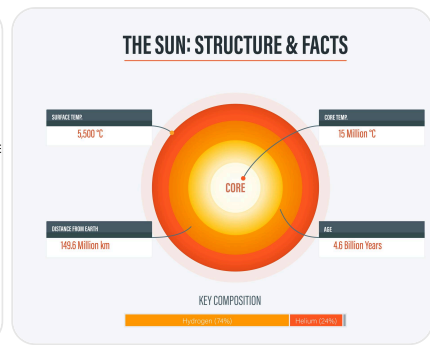 THE SUN: STRUCTURE & FACTS
SURFACE TEMP.
5,500 °C
CORE TEMP.
15 Million °C
CORE
DISTANCE FROM EARTH
149.6 Million km
AGE
4.6 Billion Years
KEY COMPOSITION
Hydrogen (74%)
Helium (24%)